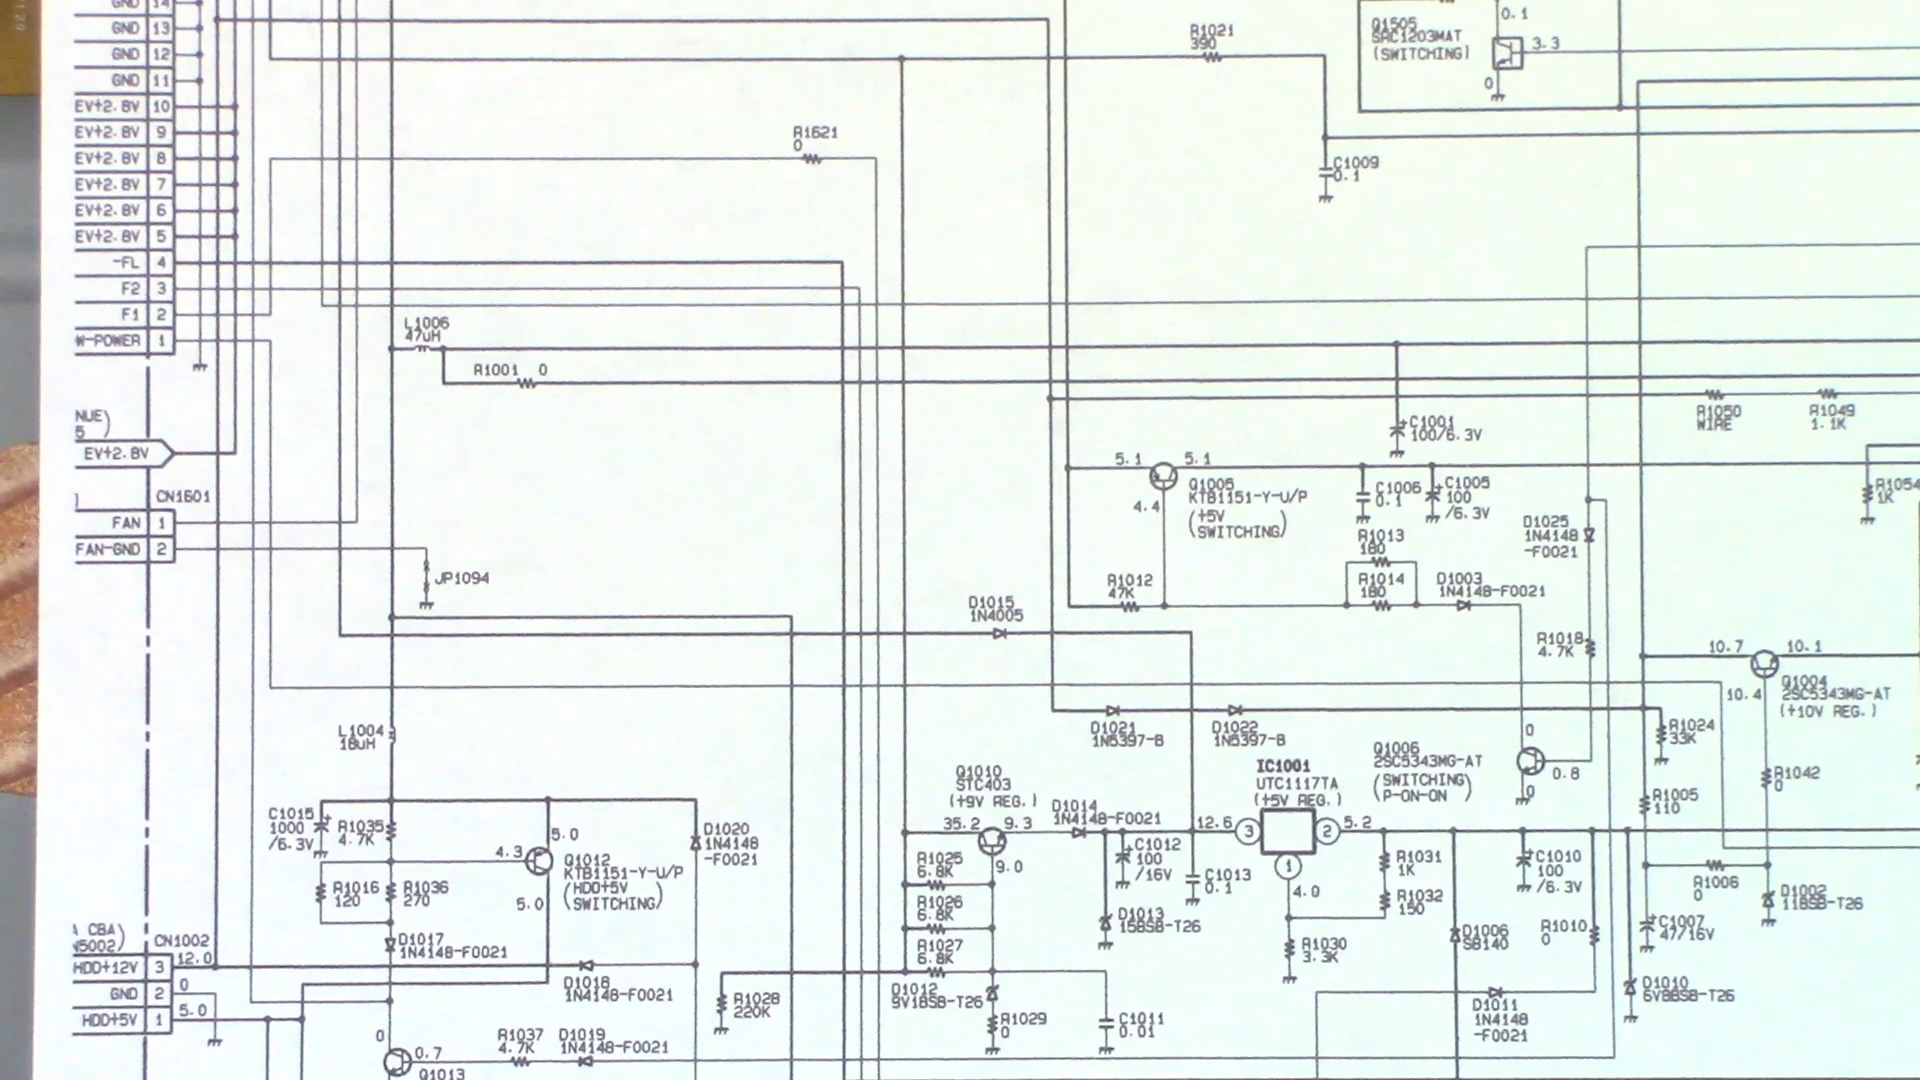 GND 14
GND 13
GND 12
GND 11
EV+2.8V 10
EV+2.8V 9
EV+2.8V 8
EV+2.8V 7
EV+2.8V 6
EV+2.8V 5
-FL 4
F2 3
F1 2
W-POWER 1
NUE)
5
EV+2.8V
CN1601
FAN 1
FAN-GND 2
JP1094
A CBA)
N5002)
CN1002
12.0
HDD+12V 3
0
GND 2
5.0
HDD+5V 1
R1621
0
L1006
47uH
R1001 0
L1004
18uH
C1015
1000
/6.3V
R1035
4.7K
R1016
120
R1036
270
D1017
1N4148-F0021
4.3
5.0
Q1012
KTB1151-Y-U/P
(HDD+5V
SWITCHING)
5.0
D1020
1N4148
-F0021
D1018
1N4148-F0021
0
0.7
Q1013
R1037
4.7K
D1019
1N4148-F0021
R1028
220K
R1021
390
C1009
0.1
Q1505
SRC1203MAT
(SWITCHING)
0.1
3.3
0
C1001
100/6.3V
R1050
WIRE
R1049
1.1K
R1054
1K
5.1
5.1
4.4
Q1005
KTB1151-Y-U/P
(+5V
SWITCHING)
C1006
0.1
C1005
100
/6.3V
R1013
180
R1014
180
R1012
47K
D1003
1N4148-F0021
D1025
1N4148
-F0021
R1018
4.7K
D1015
1N4005
D1021
1N5397-B
D1022
1N5397-B
10.7
10.1
10.4
Q1004
2SC5343MG-AT
(+10V REG.)
R1024
33K
R1042
0
R1005
110
R1006
0
D1002
11BSB-T26
C1007
47/16V
D1010
6V8BSB-T26
Q1006
2SC5343MG-AT
(SWITCHING)
P-ON-ON
0
0.8
0
IC1001
UTC1117TA
(+5V REG.)
12.6
3
2
5.2
1
4.0
Q1010
STC403
(+9V REG.)
35.2
9.3
9.0
D1014
1N4148-F0021
C1012
100
/16V
C1013
0.1
D1013
15BSB-T26
R1025
6.8K
R1026
6.8K
R1027
6.8K
D1012
9V1BSB-T26
R1029
0
C1011
0.01
R1031
1K
R1032
150
R1030
3.3K
C1010
100
/6.3V
D1006
SB140
R1010
0
D1011
1N4148
-F0021